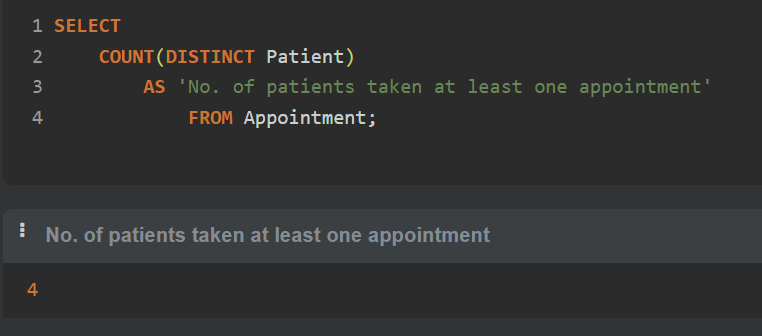 1 SELECT
2 COUNT(DISTINCT Patient)
3 AS 'No. of patients taken at least one appointment'
4 FROM Appointment;
No. of patients taken at least one appointment
4